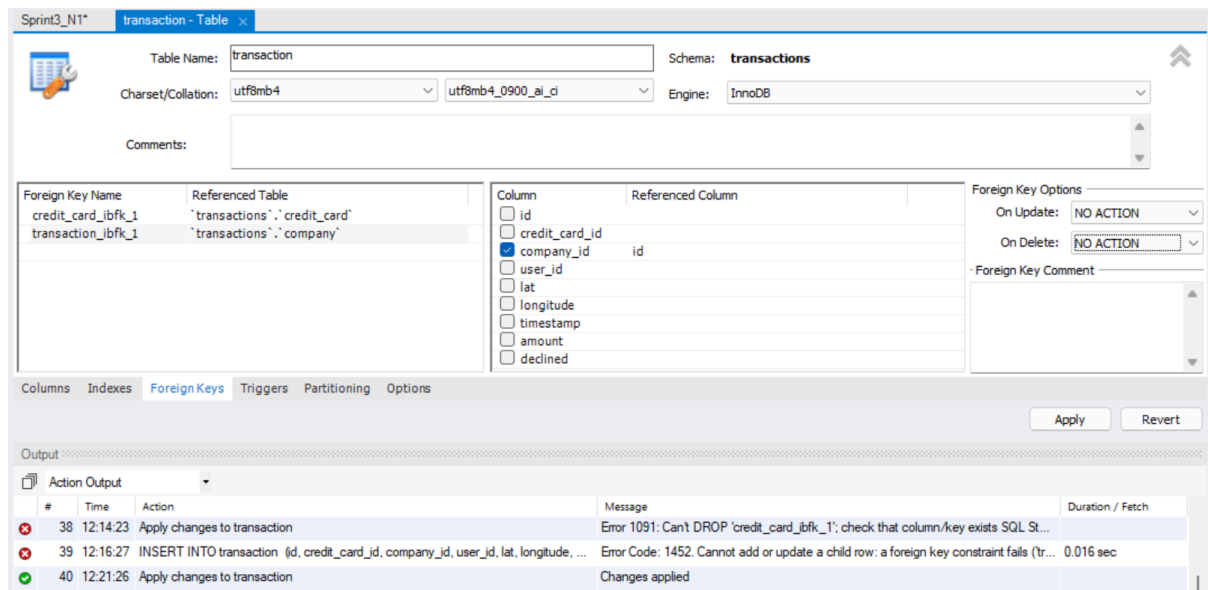 Sprint3_N1*
transaction - Table ×
Table Name: transaction Schema: transactions
Charset/Collation: utf8mb4 utf8mb4_0900_ai_ci Engine: InnoDB
Comments:
Foreign Key Name Referenced Table
credit_card_ibfk_1 `transactions`.`credit_card`
transaction_ibfk_1 `transactions`.`company`
Column Referenced Column
id
credit_card_id
company_id id
user_id
lat
longitude
timestamp
amount
declined
Foreign Key Options
On Update: NO ACTION
On Delete: NO ACTION
Foreign Key Comment
Columns Indexes Foreign Keys Triggers Partitioning Options
Apply Revert
Output
Action Output
# Time Action Message Duration / Fetch
38 12:14:23 Apply changes to transaction Error 1091: Can't DROP 'credit_card_ibfk_1'; check that column/key exists SQL St...
39 12:16:27 INSERT INTO transaction (id, credit_card_id, company_id, user_id, lat, longitude, ... Error Code: 1452. Cannot add or update a child row: a foreign key constraint fails ('tr... 0.016 sec
40 12:21:26 Apply changes to transaction Changes applied